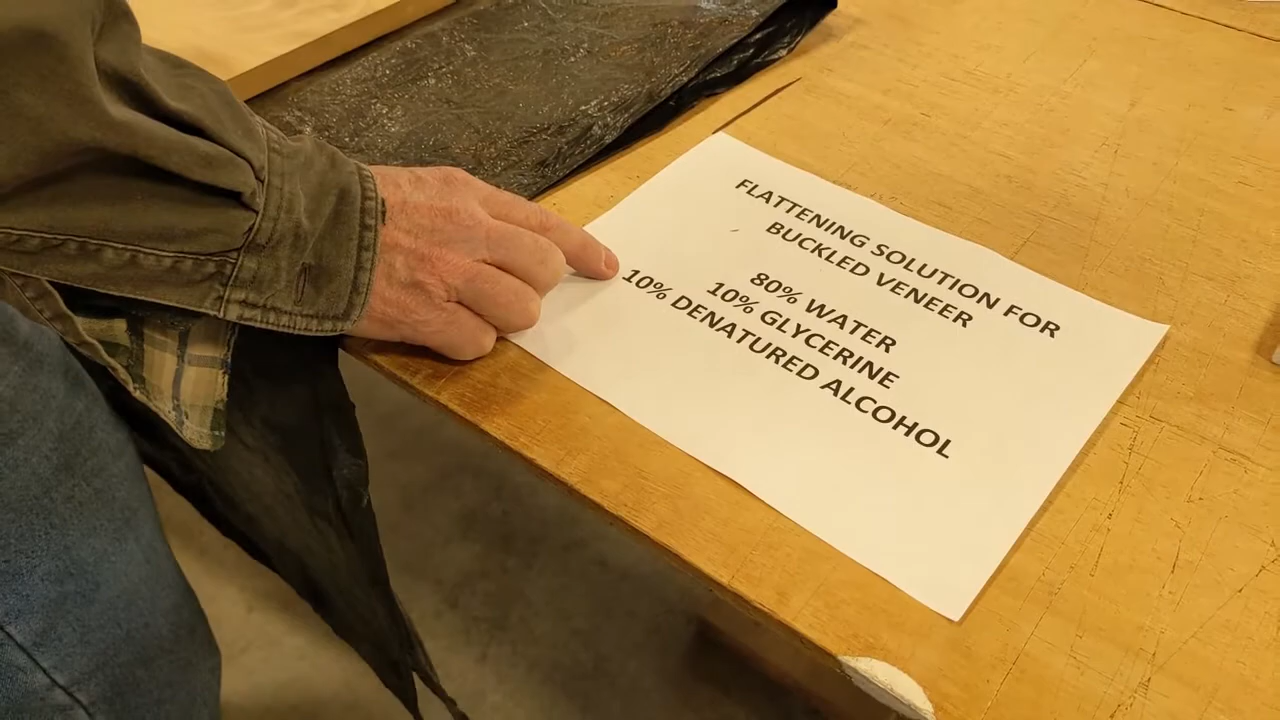 FLATTENING SOLUTION FOR
BUCKLED VENEER
80% WATER
10% GLYCERINE
10% DENATURED ALCOHOL